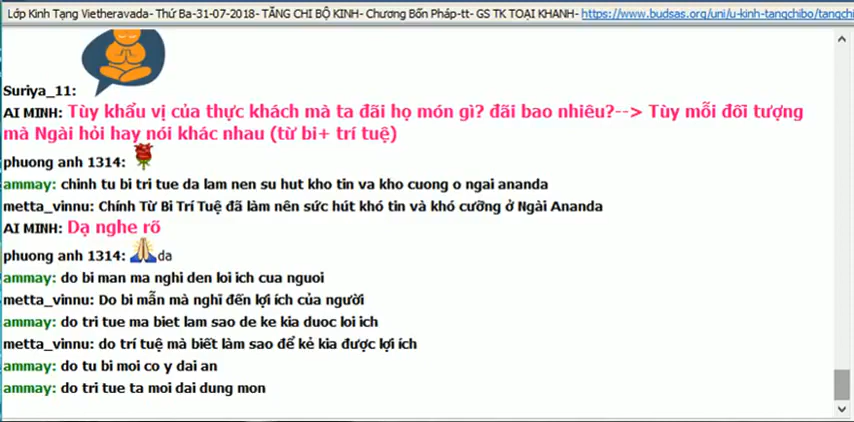 Lớp Kinh Tạng Vietheravada- Thứ Ba-31-07-2018- TĂNG CHI BỘ KINH- Chương Bốn Pháp-tt- GS TK TOẠI KHANH- https://www.budsas.org/uni/u-kinh-tangchibo/tangchi
Suriya_11:
AI MINH: Tùy khẩu vị của thực khách mà ta đãi họ món gì? đãi bao nhiêu?--> Tùy mỗi đối tượng
mà Ngài hỏi hay nói khác nhau (từ bi+ trí tuệ)
phuong anh 1314:
ammay: chinh tu bi tri tue da lam nen su hut kho tin va kho cuong o ngai ananda
metta_vinnu: Chính Từ Bi Trí Tuệ đã làm nên sức hút khó tin và khó cưỡng ở Ngài Ananda
AI MINH: Dạ nghe rõ
phuong anh 1314: da
ammay: do bi man ma nghi den loi ich cua nguoi
metta_vinnu: Do bi mẫn mà nghĩ đến lợi ích của người
ammay: do tri tue ma biet lam sao de ke kia duoc loi ich
metta_vinnu: do trí tuệ mà biết làm sao để kẻ kia được lợi ích
ammay: do tu bi moi co y dai an
ammay: do tri tue ta moi dai dung mon